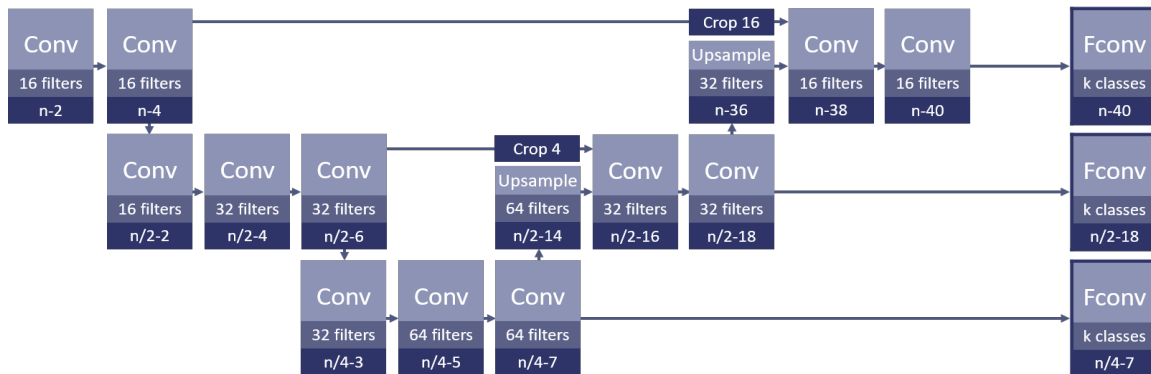 Conv
16 filters
n-2
Conv
16 filters
n-4
Crop 16
Upsample
32 filters
n-36
Conv
16 filters
n-38
Conv
16 filters
n-40
Fconv
k classes
n-40
Conv
16 filters
n/2-2
Conv
32 filters
n/2-4
Conv
32 filters
n/2-6
Crop 4
Upsample
64 filters
n/2-14
Conv
32 filters
n/2-16
Conv
32 filters
n/2-18
Fconv
k classes
n/2-18
Conv
32 filters
n/4-3
Conv
64 filters
n/4-5
Conv
64 filters
n/4-7
Fconv
k classes
n/4-7